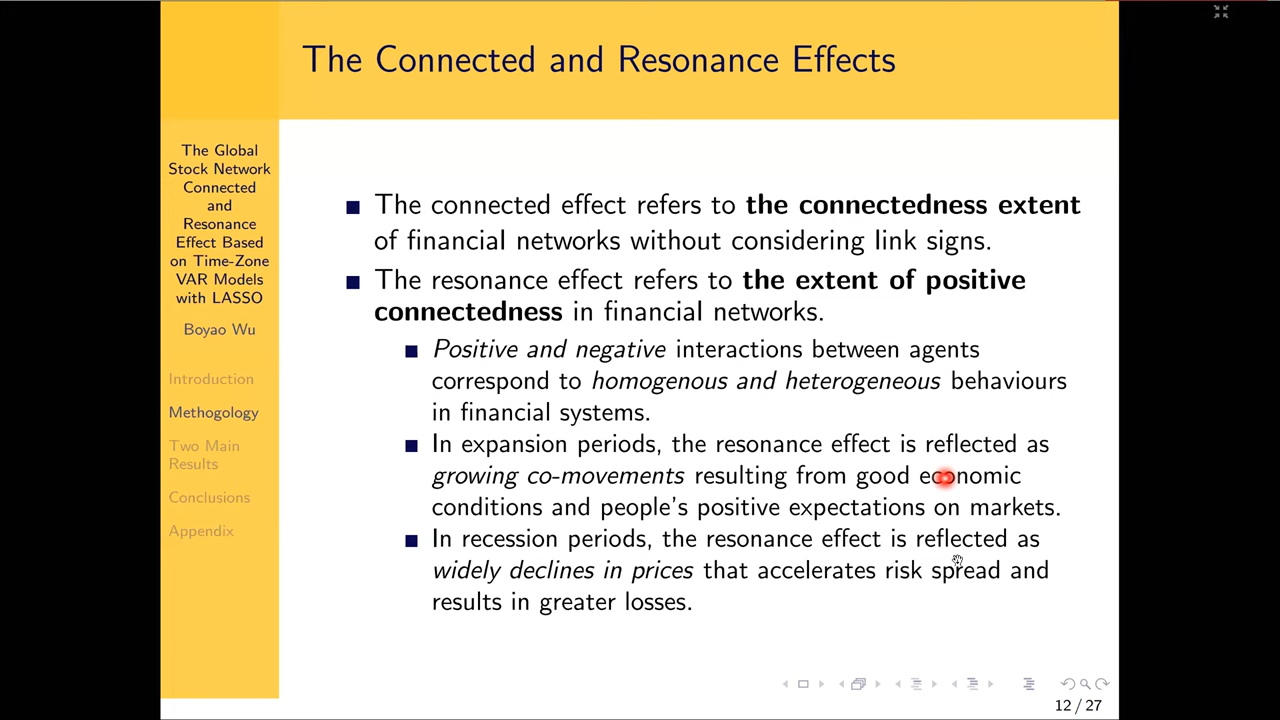 The Connected and Resonance Effects
The Global
Stock Network
Connected
and
Resonance
Effect Based
on Time-Zone
VAR Models
with LASSO
Boyao Wu
Introduction
Methogology
Two Main
Results
Conclusions
Appendix
The connected effect refers to the connectedness extent
of financial networks without considering link signs.
The resonance effect refers to the extent of positive
connectedness in financial networks.
Positive and negative interactions between agents
correspond to homogenous and heterogeneous behaviours
in financial systems.
In expansion periods, the resonance effect is reflected as
growing co-movements resulting from good economic
conditions and people's positive expectations on markets.
In recession periods, the resonance effect is reflected as
widely declines in prices that accelerates risk spread and
results in greater losses.
12 / 27